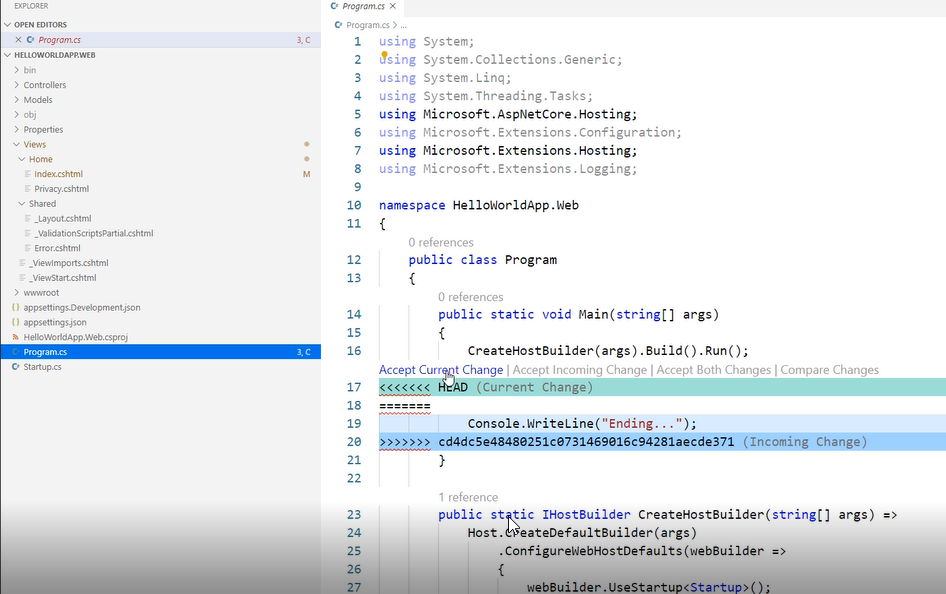 EXPLORER
OPEN EDITORS
Program.cs 3, C
HELLOWORLDAPP.WEB
bin
Controllers
Models
obj
Properties
Views
Home
Index.cshtml M
Privacy.cshtml
Shared
_Layout.cshtml
_ValidationScriptsPartial.cshtml
Error.cshtml
_ViewImports.cshtml
_ViewStart.cshtml
wwwroot
appsettings.Development.json
appsettings.json
HelloWorldApp.Web.csproj
Program.cs 3, C
Startup.cs
Program.cs
Program.cs > ...
1 using System;
2 using System.Collections.Generic;
3 using System.Linq;
4 using System.Threading.Tasks;
5 using Microsoft.AspNetCore.Hosting;
6 using Microsoft.Extensions.Configuration;
7 using Microsoft.Extensions.Hosting;
8 using Microsoft.Extensions.Logging;
9
10 namespace HelloWorldApp.Web
11 {
0 references
12 public class Program
13 {
0 references
14 public static void Main(string[] args)
15 {
16 CreateHostBuilder(args).Build().Run();
Accept Current Change | Accept Incoming Change | Accept Both Changes | Compare Changes
17 <<<<<<< HEAD (Current Change)
18 =======
19 Console.WriteLine("Ending...");
20 >>>>>>> cd4dc5e48480251c0731469016c94281aecde371 (Incoming Change)
21 }
22
1 reference
23 public static IHostBuilder CreateHostBuilder(string[] args) =>
24 Host.CreateDefaultBuilder(args)
25 .ConfigureWebHostDefaults(webBuilder =>
26 {
27 webBuilder.UseStartup<Startup>();